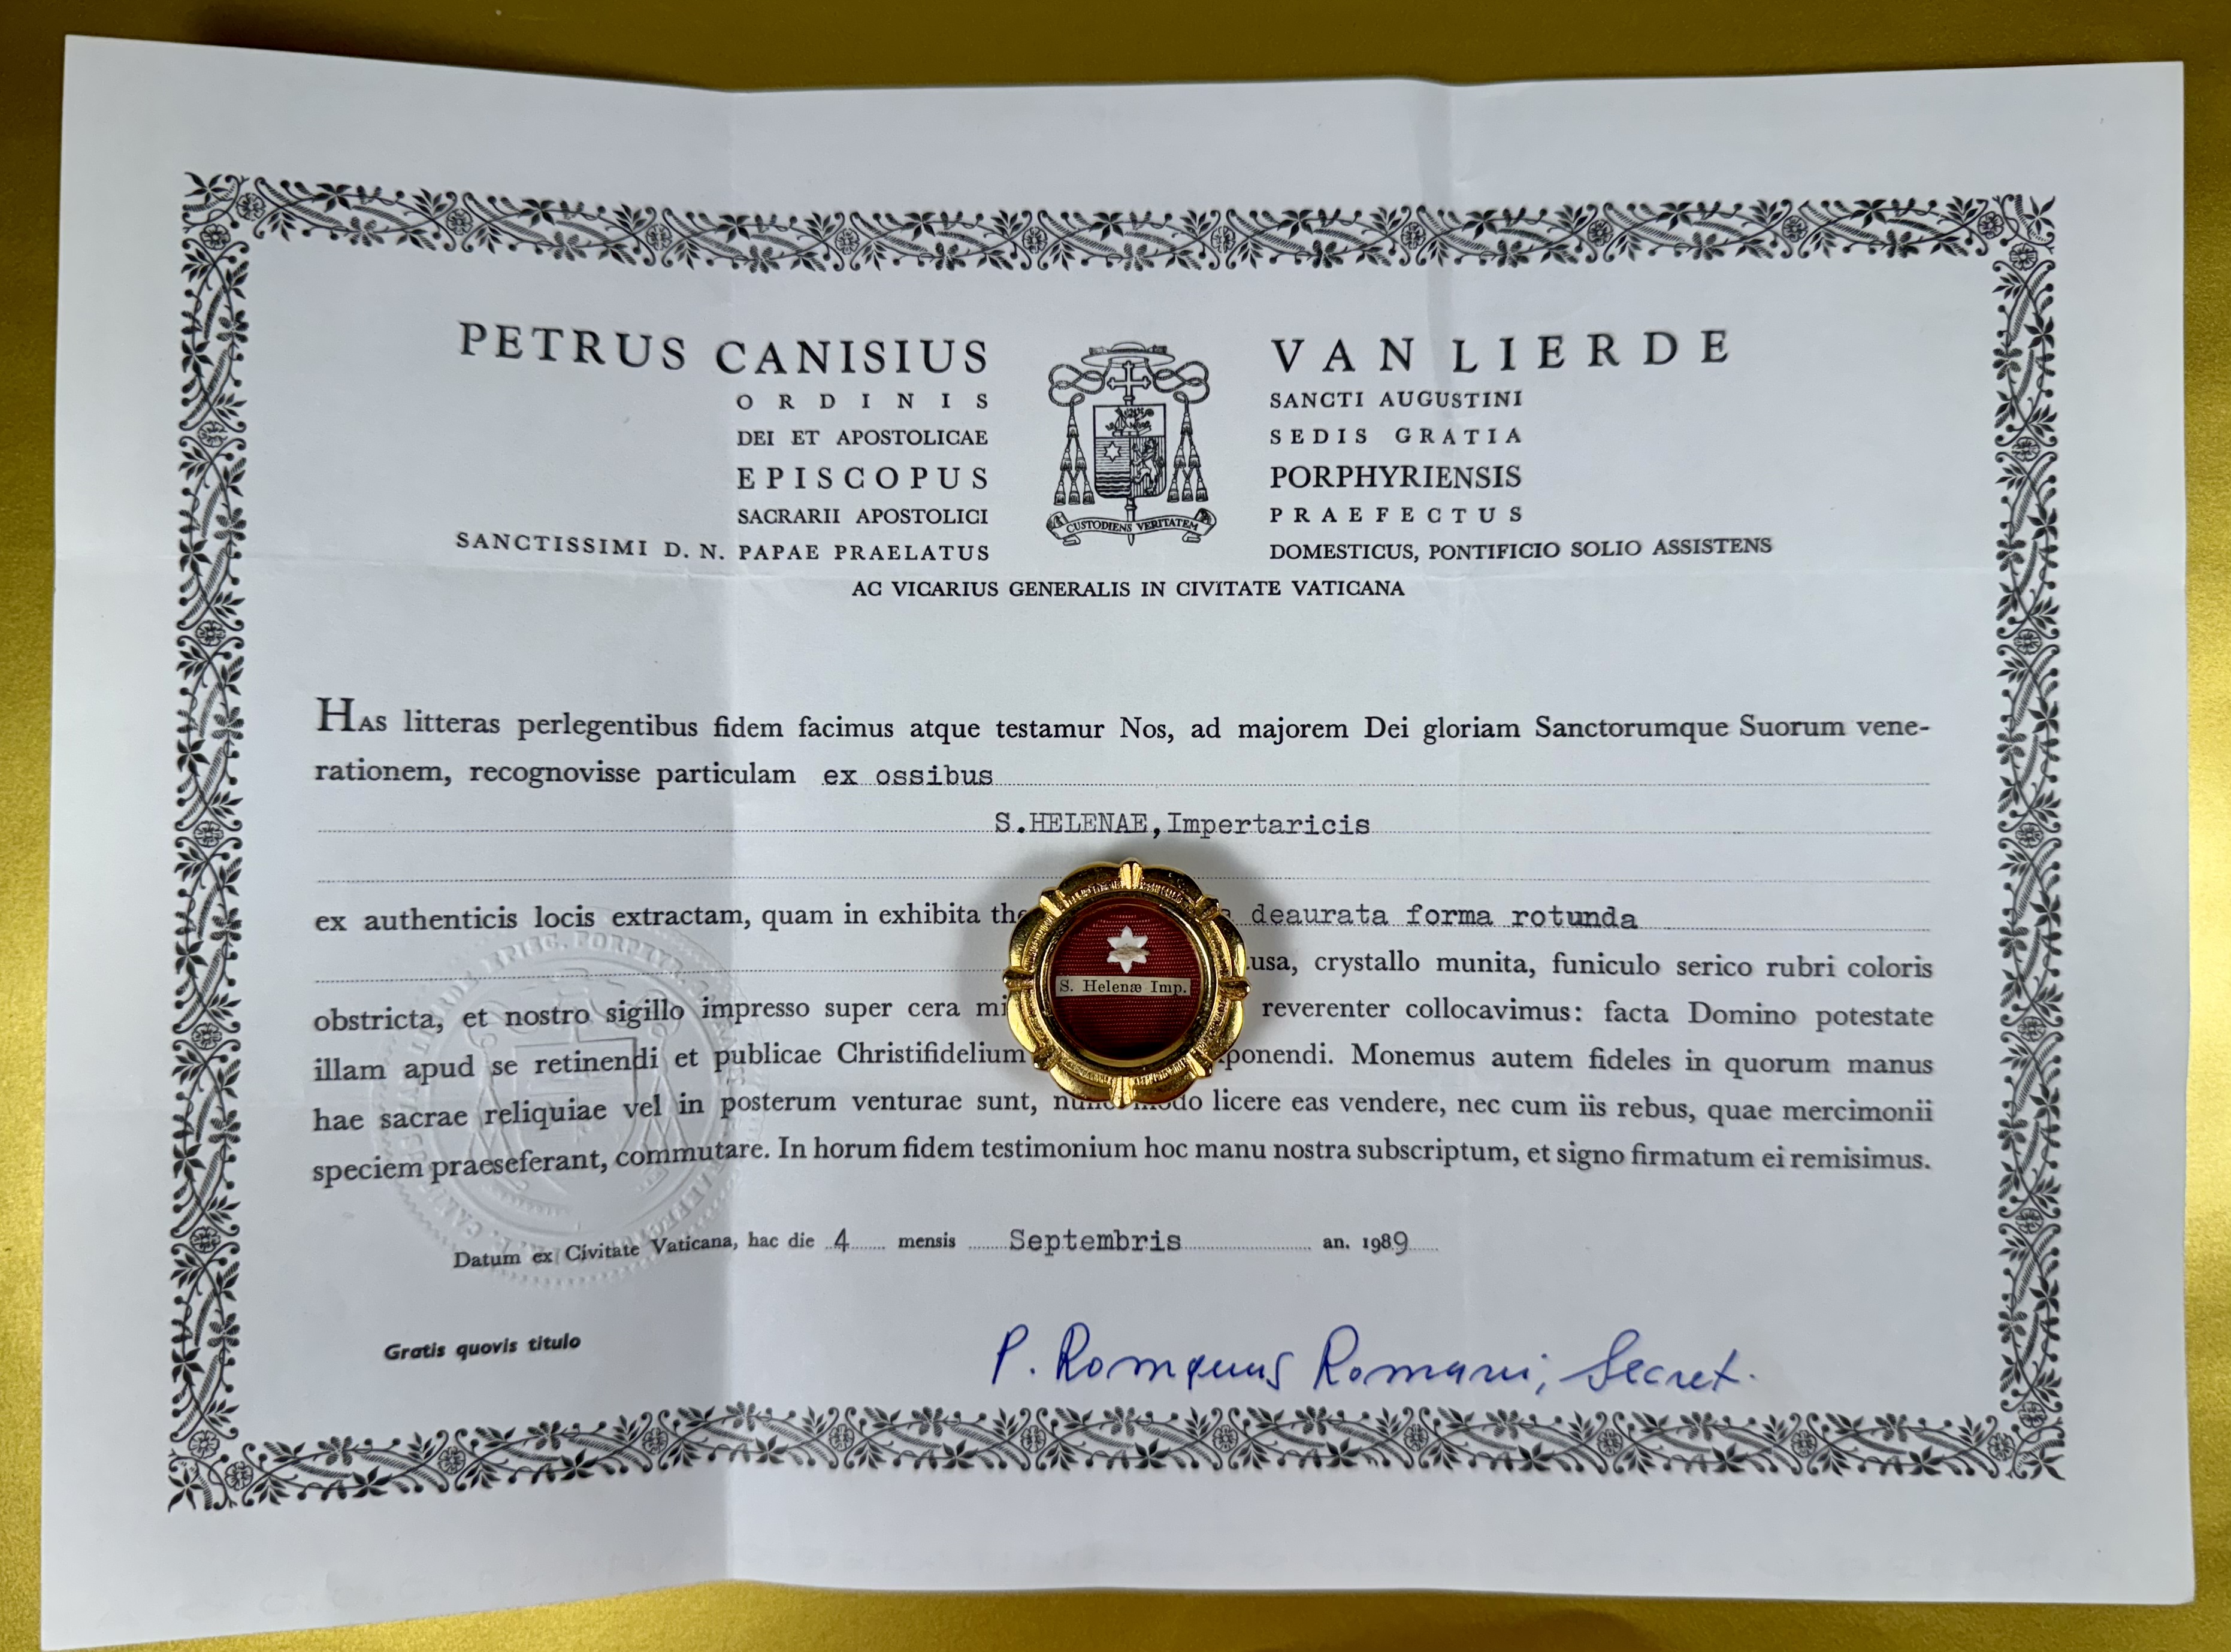 PETRUS CANISIUS VAN LIERDE
ORDINIS SANCTI AUGUSTINI
DEI ET APOSTOLICAE SEDIS GRATIA
EPISCOPUS PORPHYRIENSIS
SACRARII APOSTOLICI PRAEFECTUS
SANCTISSIMI D. N. PAPAE PRAELATUS DOMESTICUS, PONTIFICIO SOLIO ASSISTENS
CUSTODIENS VERITATEM
AC VICARIUS GENERALIS IN CIVITATE VATICANA
HAS litteras perlegentibus fidem facimus atque testamur Nos, ad majorem Dei gloriam Sanctorumque Suorum vene-
rationem, recognovisse particulam ex ossibus
S.HELENAE,Impertaricis
ex authenticis locis extractam, quam in exhibita deaurata forma rotunda
crystallo munita, funiculo serico rubri coloris
S. Helenæ Imp.
obstricta, et nostro sigillo impresso super cera reverenter collocavimus: facta Domino potestate
illam apud se retinendi et publicae Christifidelium Monemus autem fideles in quorum manus
hae sacrae reliquiae vel in posterum venturae sunt, licere eas vendere, nec cum iis rebus, quae mercimonii
speciem praeseferant, commutare. In horum fidem testimonium hoc manu nostra subscriptum, et signo firmatum ei remisimus.
Datum ex Civitate Vaticana, hac die 4 mensis Septembris an. 1989
Gratis quovis titulo
P. Romani, Secret.